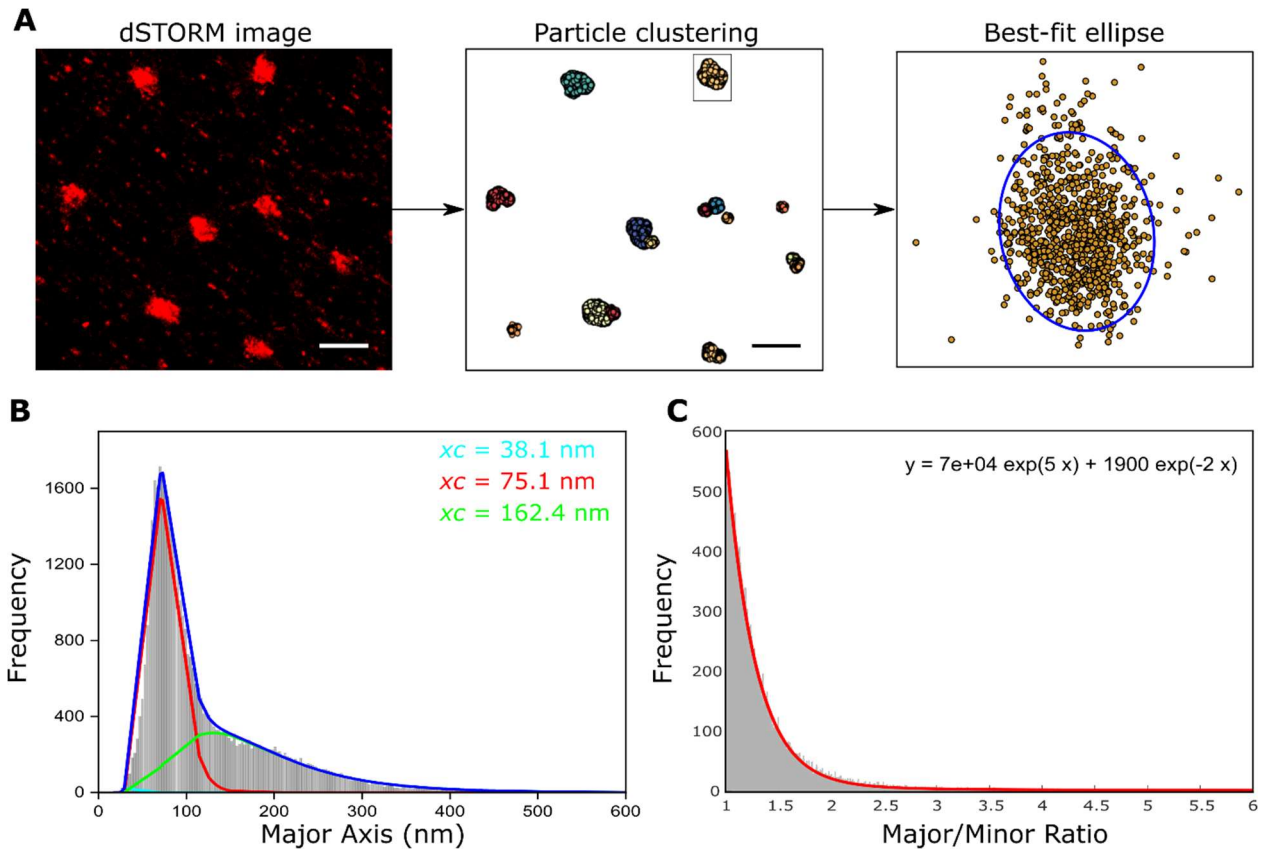 A
dSTORM image
Particle clustering
Best-fit ellipse
B
xc = 38.1 nm
xc = 75.1 nm
xc = 162.4 nm
1600
1200
800
400
0
Frequency
0 100 200 300 400 500 600
Major Axis (nm)
C
y = 7e+04 exp(5 x) + 1900 exp(-2 x)
600
500
400
300
200
100
0
Frequency
1 1.5 2 2.5 3 3.5 4 4.5 5 5.5 6
Major/Minor Ratio